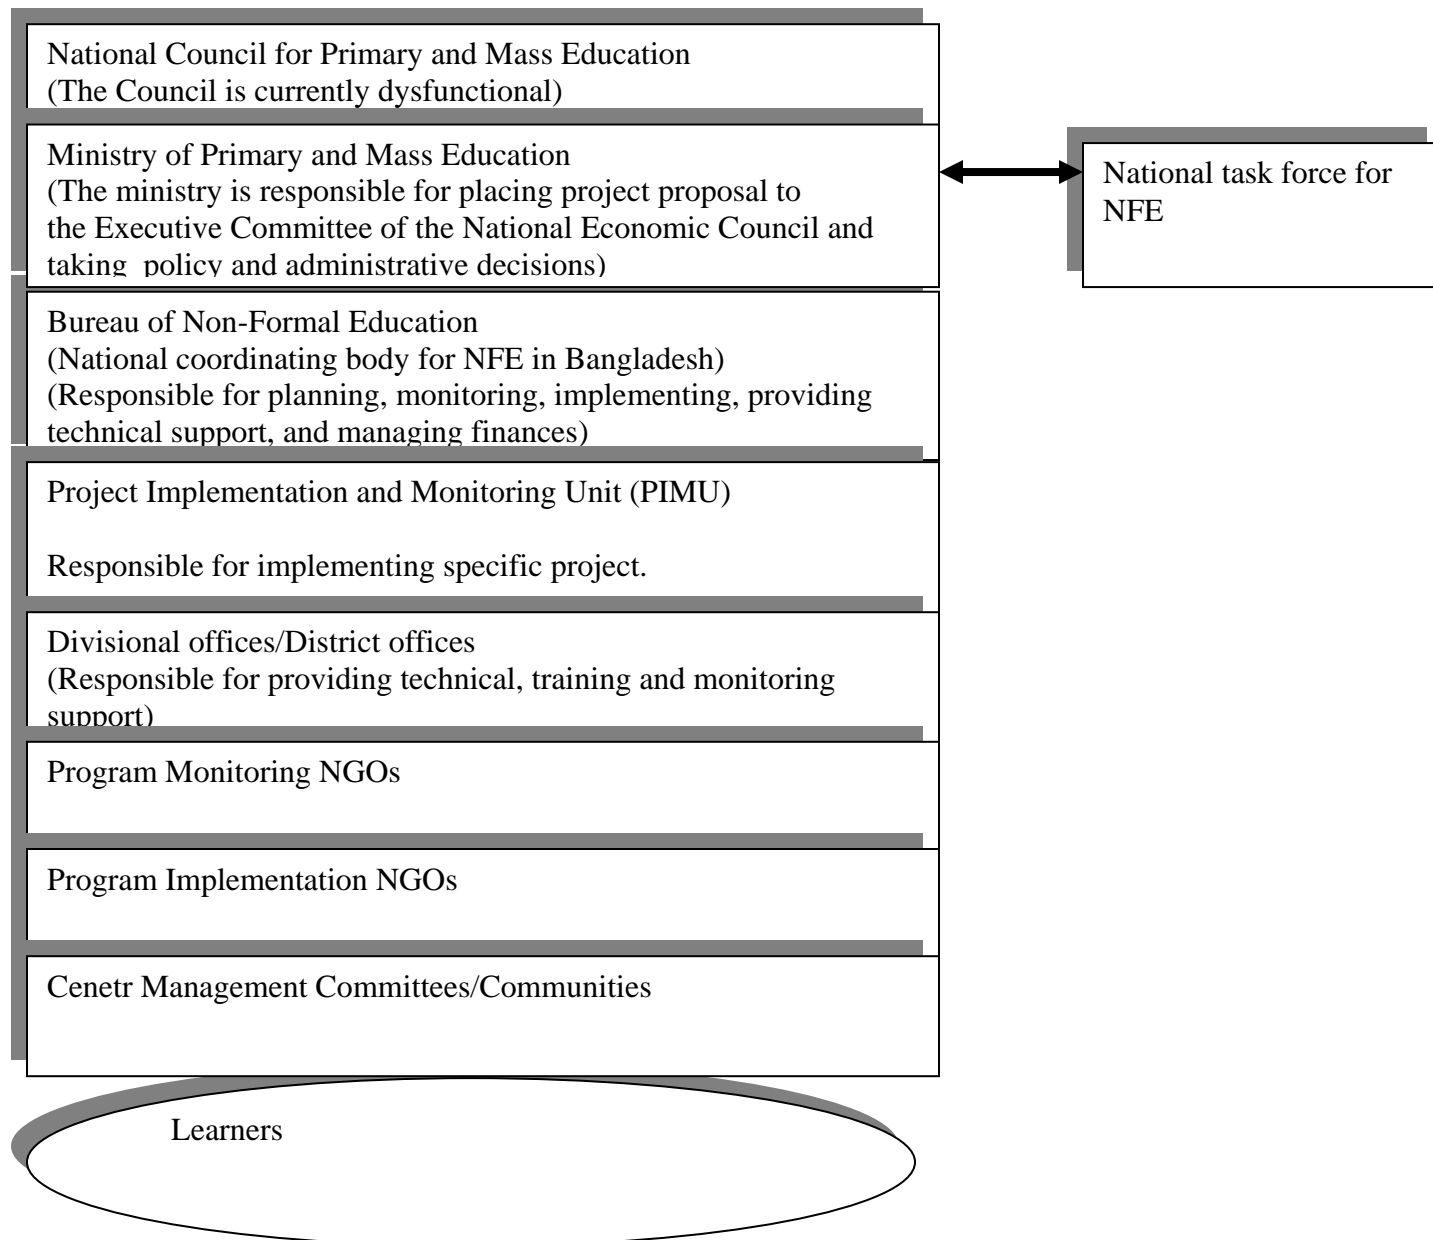 National Council for Primary and Mass Education
(The Council is currently dysfunctional)
Ministry of Primary and Mass Education
(The ministry is responsible for placing project proposal to
the Executive Committee of the National Economic Council and
taking policy and administrative decisions)
National task force for
NFE
Bureau of Non-Formal Education
(National coordinating body for NFE in Bangladesh)
(Responsible for planning, monitoring, implementing, providing
technical support, and managing finances)
Project Implementation and Monitoring Unit (PIMU)
Responsible for implementing specific project.
Divisional offices/District offices
(Responsible for providing technical, training and monitoring
support)
Program Monitoring NGOs
Program Implementation NGOs
Cenetr Management Committees/Communities
Learners